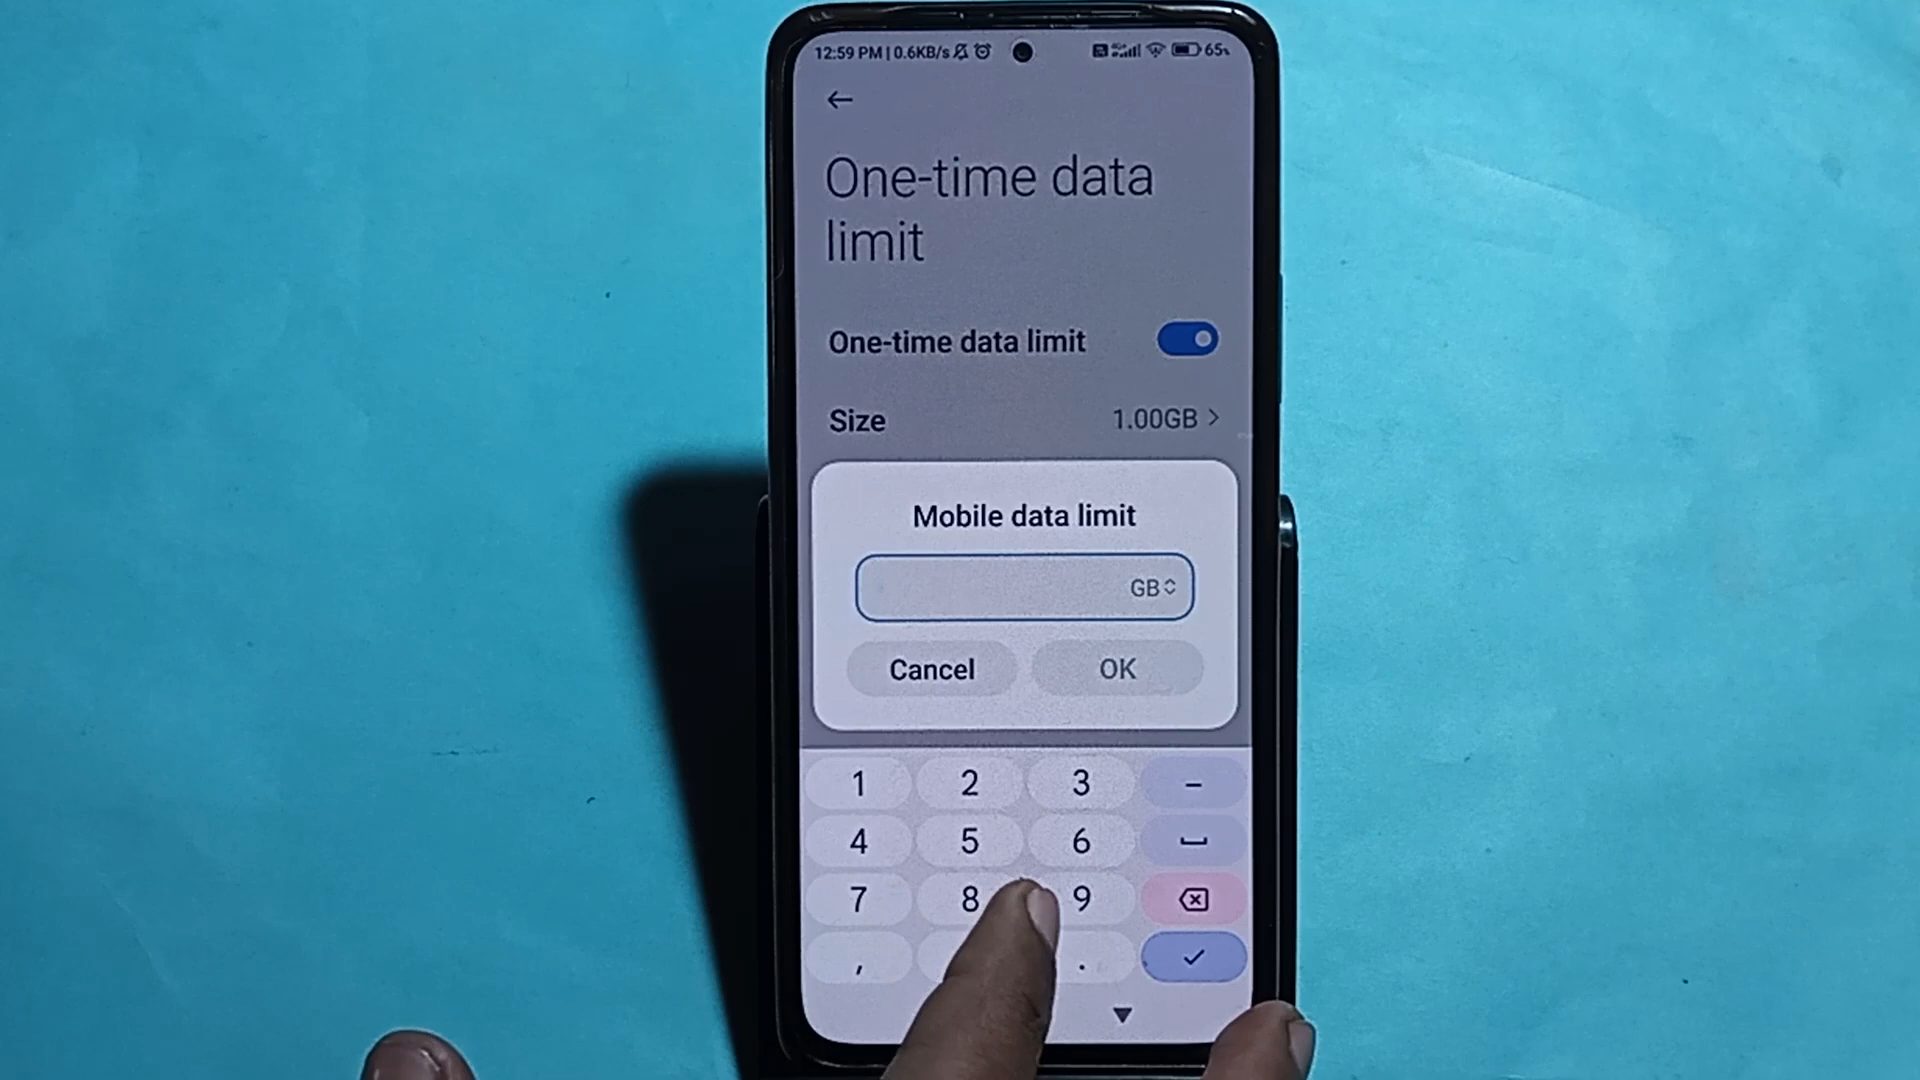 12:59 PM | 0.6KB/s 65%
One-time data
limit
One-time data limit
Size 1.00GB
Mobile data limit
GB
Cancel OK
1 2 3 -
4 5 6
7 8 9
, .